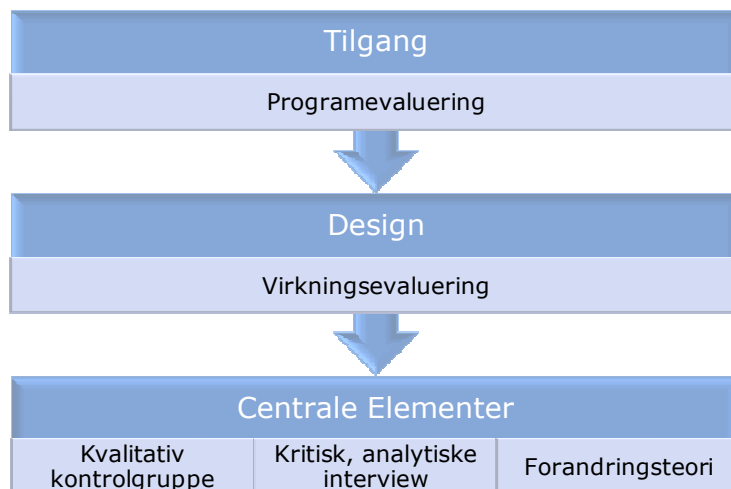 Tilgang
Programevaluering
Design
Virkningsevaluering
Centrale Elementer
Kvalitativ
kontrolgruppe
Kritisk, analytiske
interview
Forandringsteori